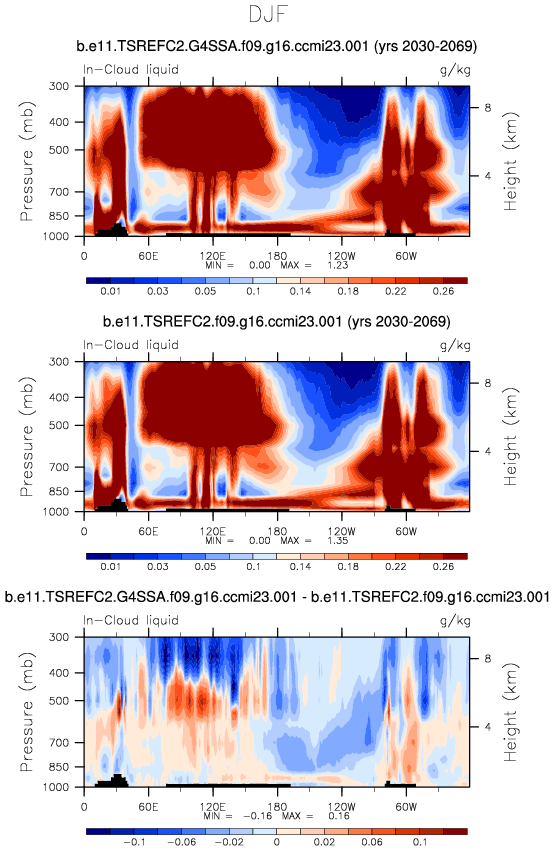 DJF
b.e11.TSREFC2.G4SSA.f09.g16.ccmi23.001 (yrs 2030-2069)
In-Cloud liquid g/kg
Pressure (mb)
300
400
500
700
850
1000
0 60E 120E 180 120W 60W
8
4
Height (km)
MIN = 0.00 MAX = 1.23
0.01 0.03 0.05 0.1 0.14 0.18 0.22 0.26
b.e11.TSREFC2.f09.g16.ccmi23.001 (yrs 2030-2069)
In-Cloud liquid g/kg
Pressure (mb)
300
400
500
700
850
1000
0 60E 120E 180 120W 60W
8
4
Height (km)
MIN = 0.00 MAX = 1.35
0.01 0.03 0.05 0.1 0.14 0.18 0.22 0.26
b.e11.TSREFC2.G4SSA.f09.g16.ccmi23.001 - b.e11.TSREFC2.f09.g16.ccmi23.001
In-Cloud liquid g/kg
Pressure (mb)
300
400
500
700
850
1000
0 60E 120E 180 120W 60W
8
4
Height (km)
MIN = -0.16 MAX = 0.16
-0.1 -0.06 -0.02 0 0.02 0.06 0.1